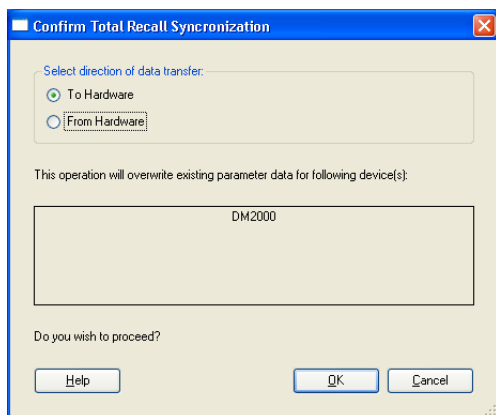 Confirm Total Recall Syncronization
Select direction of data transfer:
To Hardware
From Hardware
This operation will overwrite existing parameter data for following device(s):
DM2000
Do you wish to proceed?
Help
OK
Cancel